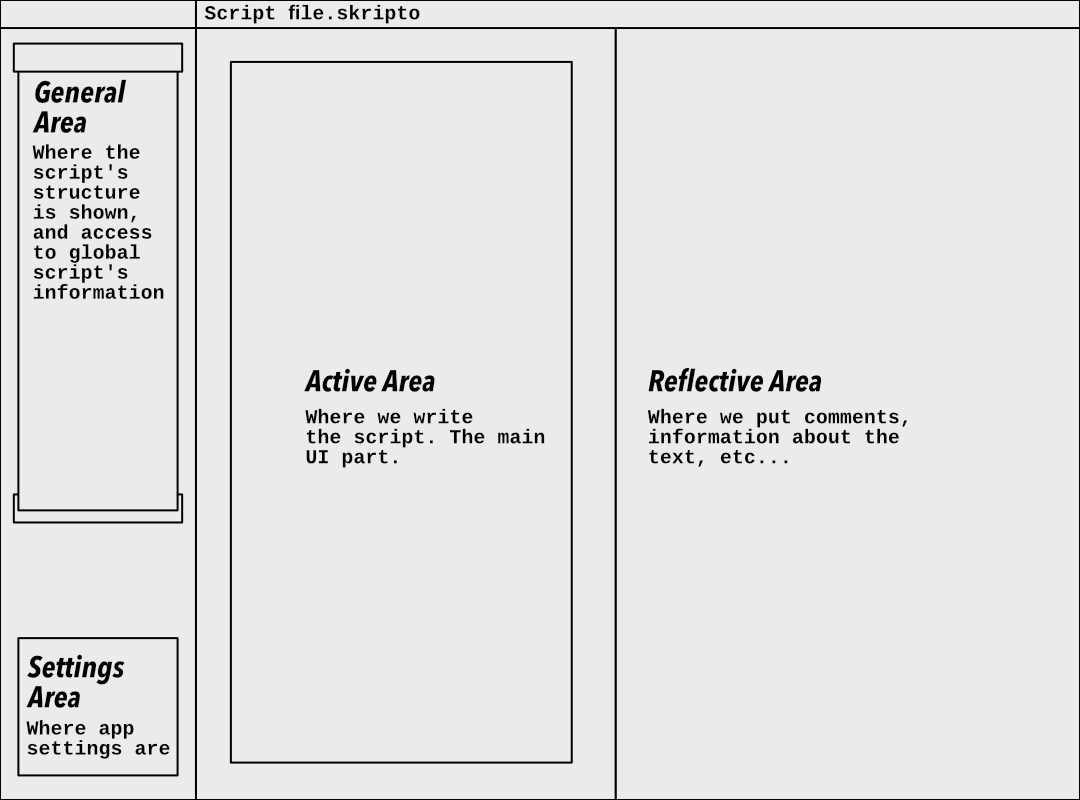 Script file.skripto
General
Area
Where the
script's
structure
is shown,
and access
to global
script's
information
Active Area
Where we write
the script. The main
UI part.
Reflective Area
Where we put comments,
information about the
text, etc...
Settings
Area
Where app
settings are